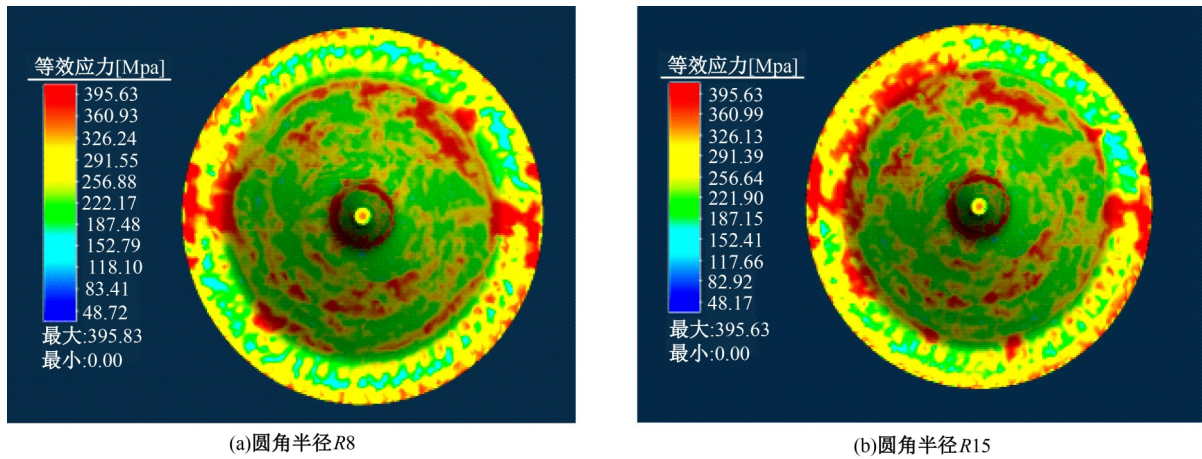 等效应力[Mpa]
395.63
360.93
326.24
291.55
256.88
222.17
187.48
152.79
118.10
83.41
48.72
最大:395.83
最小:0.00
(a)圆角半径R8
等效应力[Mpa]
395.63
360.99
326.13
291.39
256.64
221.90
187.15
152.41
117.66
82.92
48.17
最大:395.63
最小:0.00
(b)圆角半径R15